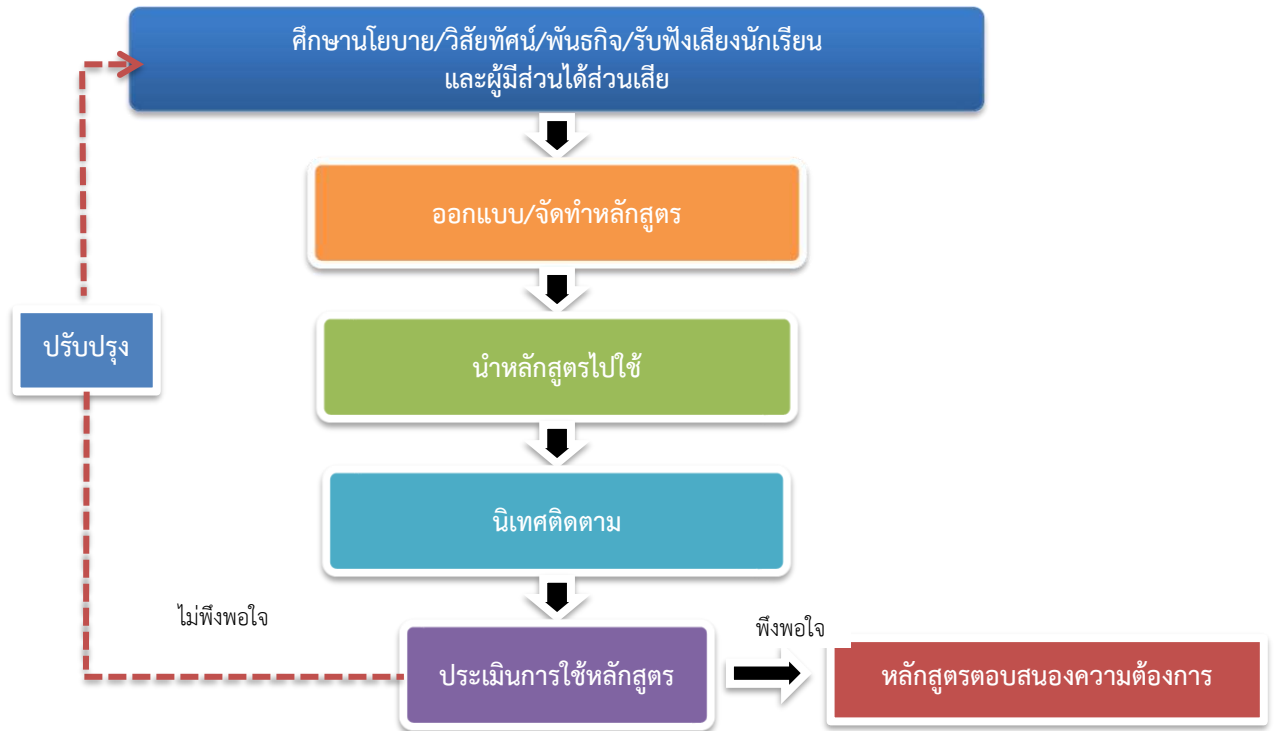 ศึกษานโยบาย/วิสัยทัศน์/พันธกิจ/รับฟังเสียงนักเรียน
และผู้มีส่วนได้ส่วนเสีย
ออกแบบ/จัดทำหลักสูตร
ปรับปรุง
นำหลักสูตรไปใช้
นิเทศติดตาม
ไม่พึงพอใจ
พึงพอใจ
ประเมินการใช้หลักสูตร
หลักสูตรตอบสนองความต้องการ